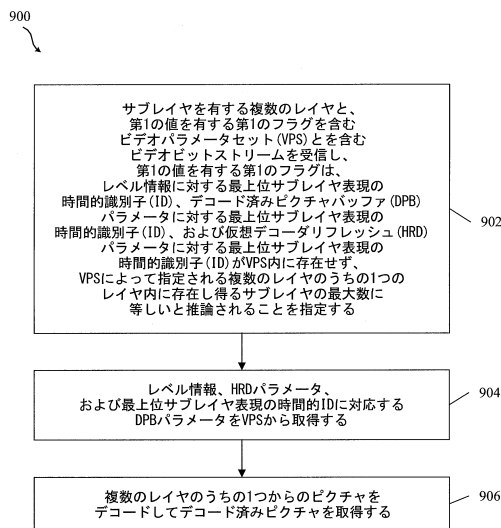 900
サブレイヤを有する複数のレイヤと、
第1の値を有する第1のフラグを含む
ビデオパラメータセット(VPS)とを含む
ビデオビットストリームを受信し、
第1の値を有する第1のフラグは、
レベル情報に対する最上位サブレイヤ表現の
時間的識別子(ID)、デコード済みピクチャバッファ(DPB)
パラメータに対する最上位サブレイヤ表現の
時間的識別子(ID)、および仮想デコーダリフレッシュ(HRD)
パラメータに対する最上位サブレイヤ表現の
時間的識別子(ID)がVPS内に存在せず、
VPSによって指定される複数のレイヤのうちの1つの
レイヤ内に存在し得るサブレイヤの最大数に
等しいと推論されることを指定する
902
レベル情報、HRDパラメータ、
および最上位サブレイヤ表現の時間的IDに対応する
DPBパラメータをVPSから取得する
904
複数のレイヤのうちの1つからのピクチャを
デコードしてデコード済みピクチャを取得する
906